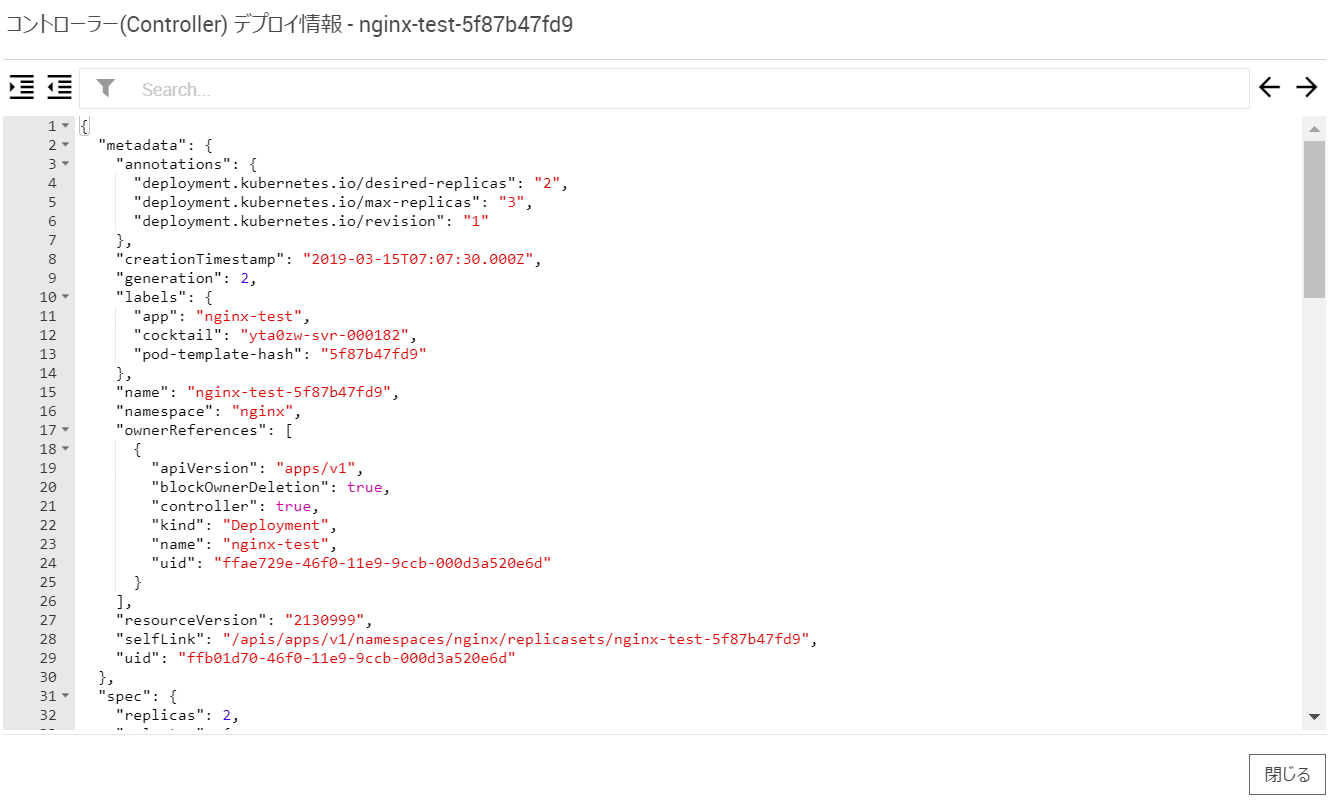 コントローラー(Controller) デプロイ情報 - nginx-test-5f87b47fd9
Search...
1 {
2 "metadata": {
3 "annotations": {
4 "deployment.kubernetes.io/desired-replicas": "2",
5 "deployment.kubernetes.io/max-replicas": "3",
6 "deployment.kubernetes.io/revision": "1"
7 },
8 "creationTimestamp": "2019-03-15T07:07:30.000Z",
9 "generation": 2,
10 "labels": {
11 "app": "nginx-test",
12 "cocktail": "yta0zw-svr-000182",
13 "pod-template-hash": "5f87b47fd9"
14 },
15 "name": "nginx-test-5f87b47fd9",
16 "namespace": "nginx",
17 "ownerReferences": [
18 {
19 "apiVersion": "apps/v1",
20 "blockOwnerDeletion": true,
21 "controller": true,
22 "kind": "Deployment",
23 "name": "nginx-test",
24 "uid": "ffae729e-46f0-11e9-9ccb-000d3a520e6d"
25 }
26 ],
27 "resourceVersion": "2130999",
28 "selfLink": "/apis/apps/v1/namespaces/nginx/replicasets/nginx-test-5f87b47fd9",
29 "uid": "ffb01d70-46f0-11e9-9ccb-000d3a520e6d"
30 },
31 "spec": {
32 "replicas": 2,
閉じる